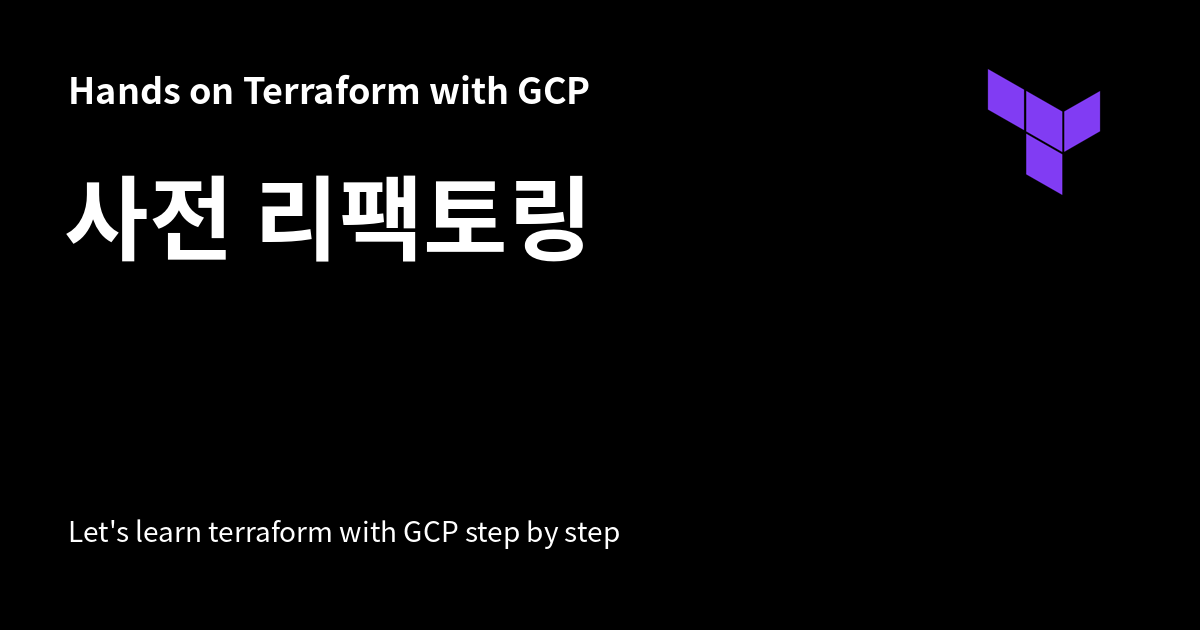 Hands on Terraform with GCP
사전 리팩토링
Let's learn terraform with GCP step by step